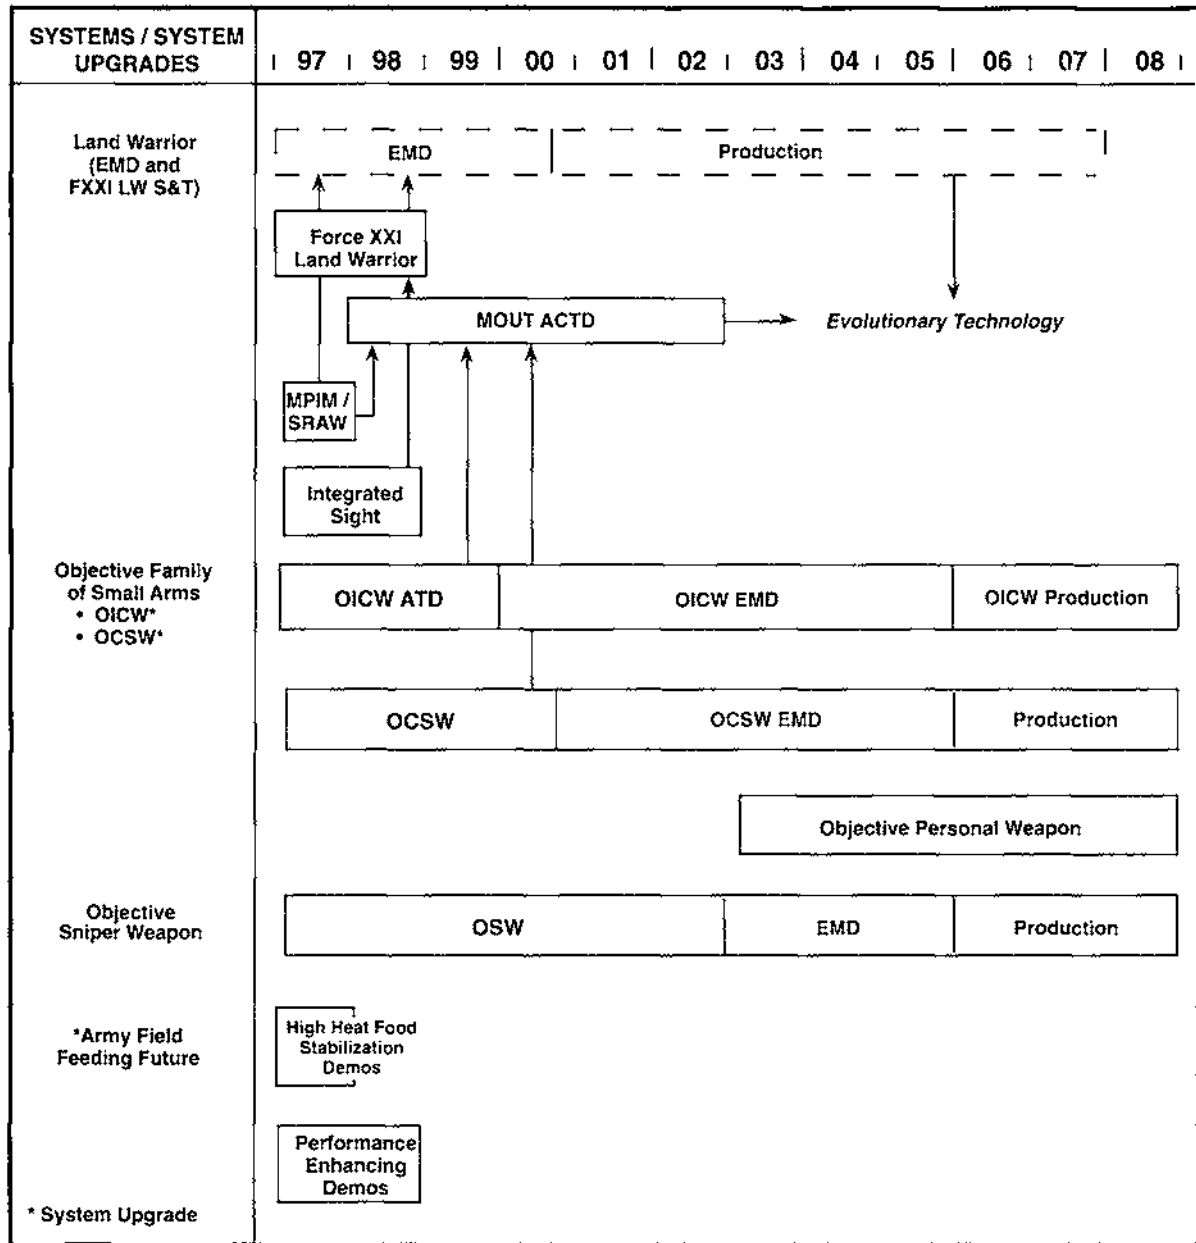 SYSTEMS / SYSTEM
UPGRADES
97 98 99 00 01 02 03 04 05 06 07 08
Land Warrior
(EMD and
FXXI LW S&T)
EMD
Production
Force XXI
Land Warrior
MOUT ACTD
Evolutionary Technology
MPIM /
SRAW
Integrated
Sight
Objective Family
of Small Arms
• OICW*
• OCSW*
OICW ATD
OICW EMD
OICW Production
OCSW
OCSW EMD
Production
Objective Personal Weapon
Objective
Sniper Weapon
OSW
EMD
Production
*Army Field
Feeding Future
High Heat Food
Stabilization
Demos
Performance
Enhancing
Demos
* System Upgrade